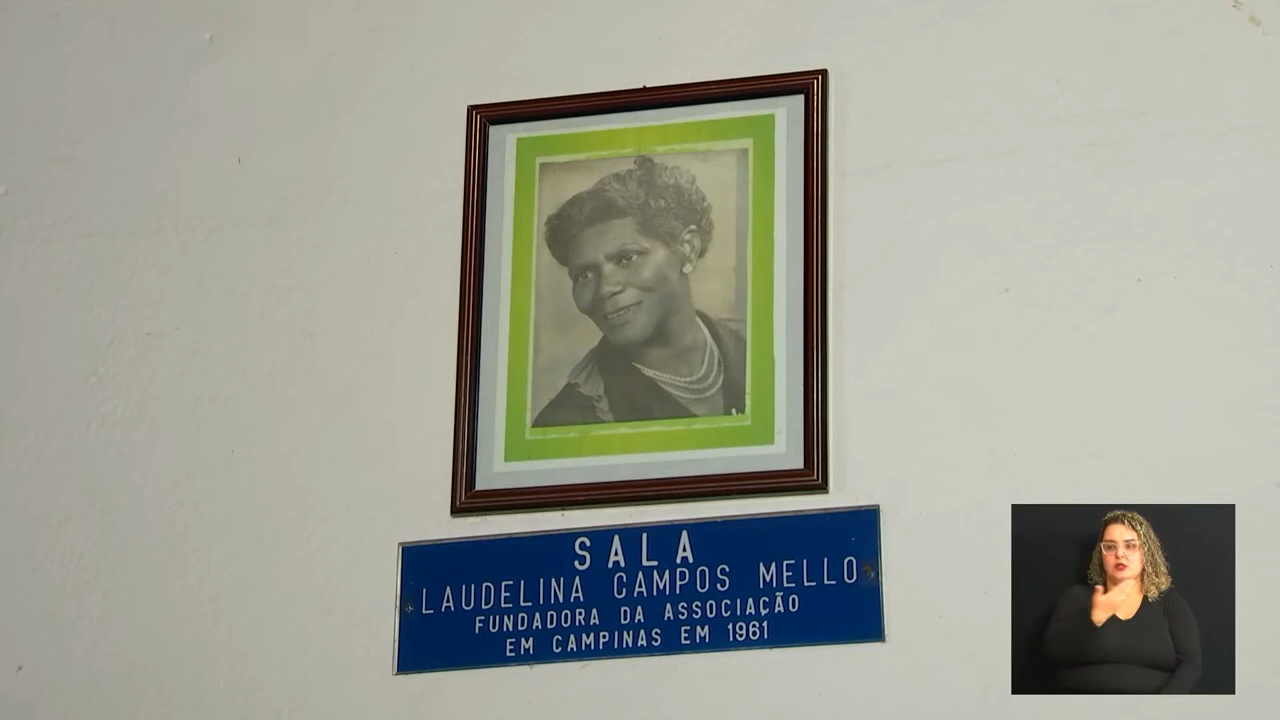 SALA
LAUDELINA CAMPOS MELLO
FUNDADORA DA ASSOCIAÇÃO
EM CAMPINAS EM 1961